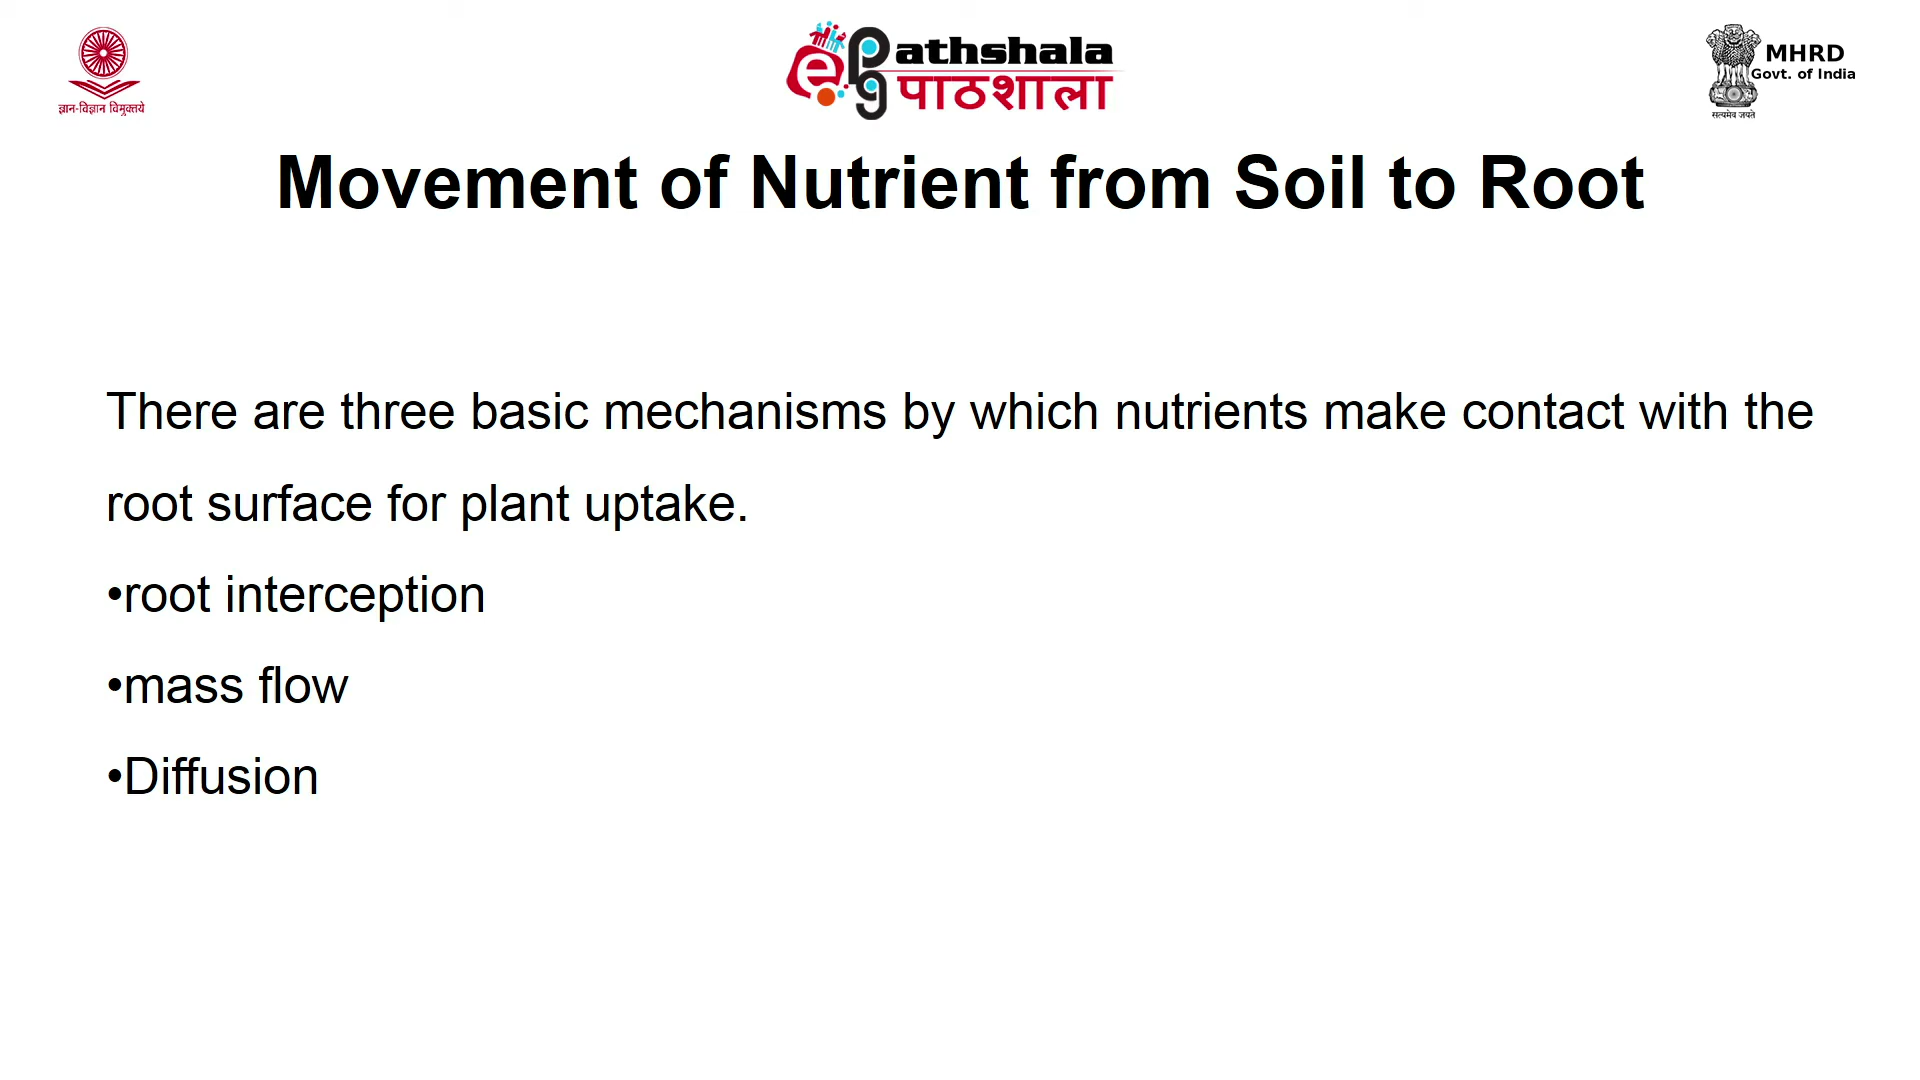 ज्ञान-विज्ञान विमुक्तये
ePathshala
पाठशाला
MHRD
Govt. of India
सत्यमेव जयते
Movement of Nutrient from Soil to Root
There are three basic mechanisms by which nutrients make contact with the
root surface for plant uptake.
•root interception
•mass flow
•Diffusion